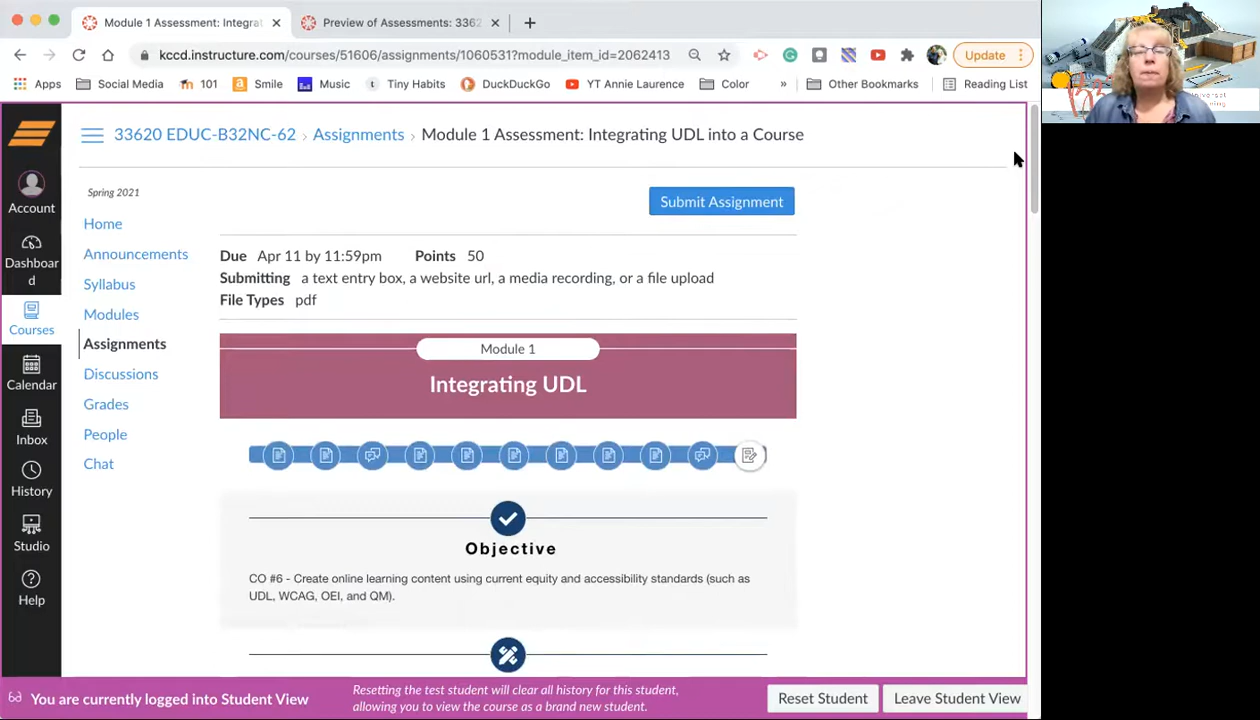 Module 1 Assessment: Integrat
Preview of Assessments: 3362
kccd.instructure.com/courses/51606/assignments/1060531?module_item_id=2062413
Update
Apps
Social Media
101
Smile
Music
Tiny Habits
DuckDuckGo
YT Annie Laurence
Color
»
Other Bookmarks
Reading List
33620 EDUC-B32NC-62 › Assignments › Module 1 Assessment: Integrating UDL into a Course
Account
Dashboar
d
Courses
Calendar
Inbox
History
Studio
Help
Spring 2021
Home
Announcements
Syllabus
Modules
Assignments
Discussions
Grades
People
Chat
Submit Assignment
Due Apr 11 by 11:59pm Points 50
Submitting a text entry box, a website url, a media recording, or a file upload
File Types pdf
Module 1
Integrating UDL
Objective
CO #6 - Create online learning content using current equity and accessibility standards (such as
UDL, WCAG, OEI, and QM).
You are currently logged into Student View
Resetting the test student will clear all history for this student,
allowing you to view the course as a brand new student.
Reset Student
Leave Student View